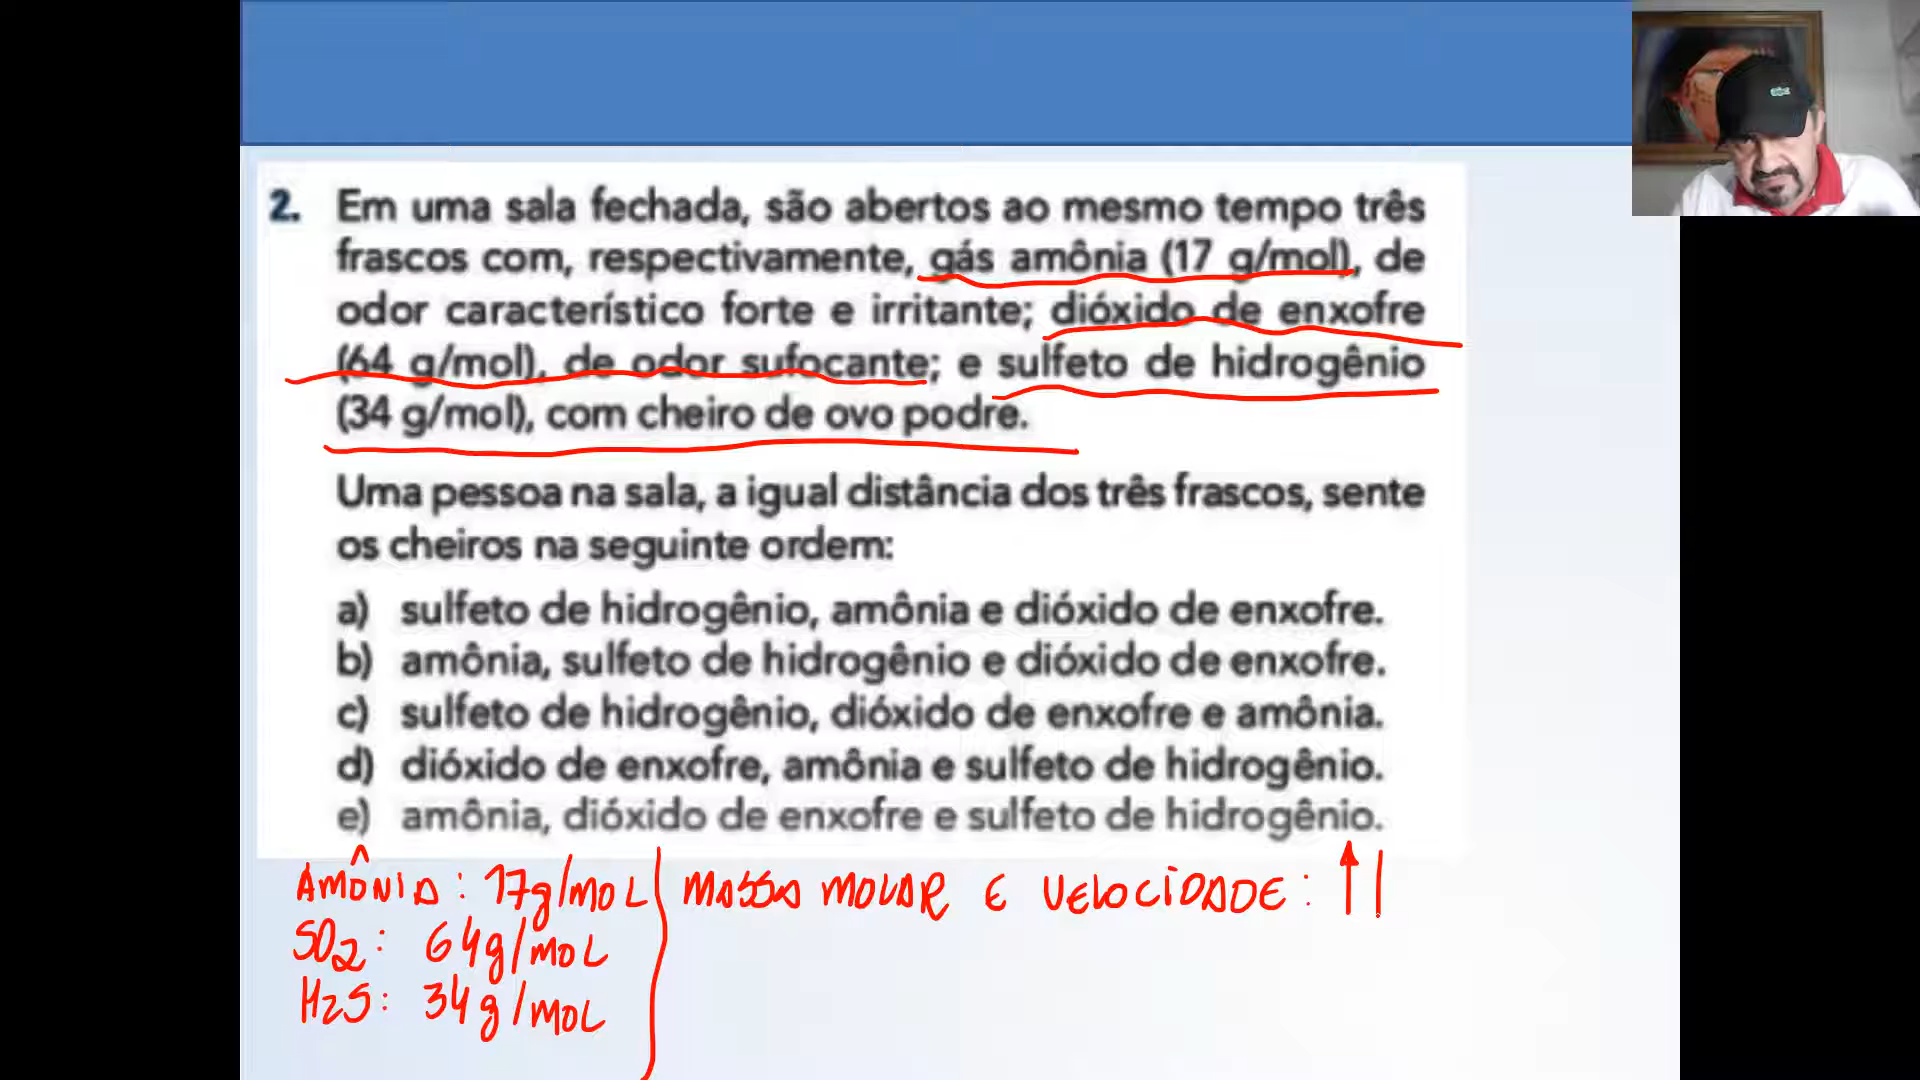 2. Em uma sala fechada, são abertos ao mesmo tempo três
frascos com, respectivamente, gás amônia (17 g/mol), de
odor característico forte e irritante; dióxido de enxofre
(64 g/mol), de odor sufocante; e sulfeto de hidrogênio
(34 g/mol), com cheiro de ovo podre.
Uma pessoa na sala, a igual distância dos três frascos, sente
os cheiros na seguinte ordem:
a) sulfeto de hidrogênio, amônia e dióxido de enxofre.
b) amônia, sulfeto de hidrogênio e dióxido de enxofre.
c) sulfeto de hidrogênio, dióxido de enxofre e amônia.
d) dióxido de enxofre, amônia e sulfeto de hidrogênio.
e) amônia, dióxido de enxofre e sulfeto de hidrogênio.
AMÔNIA: 17g/MOL
SO2: 64g/MOL
H2S: 34g/MOL
MASSA MOLAR E VELOCIDADE: ↑|